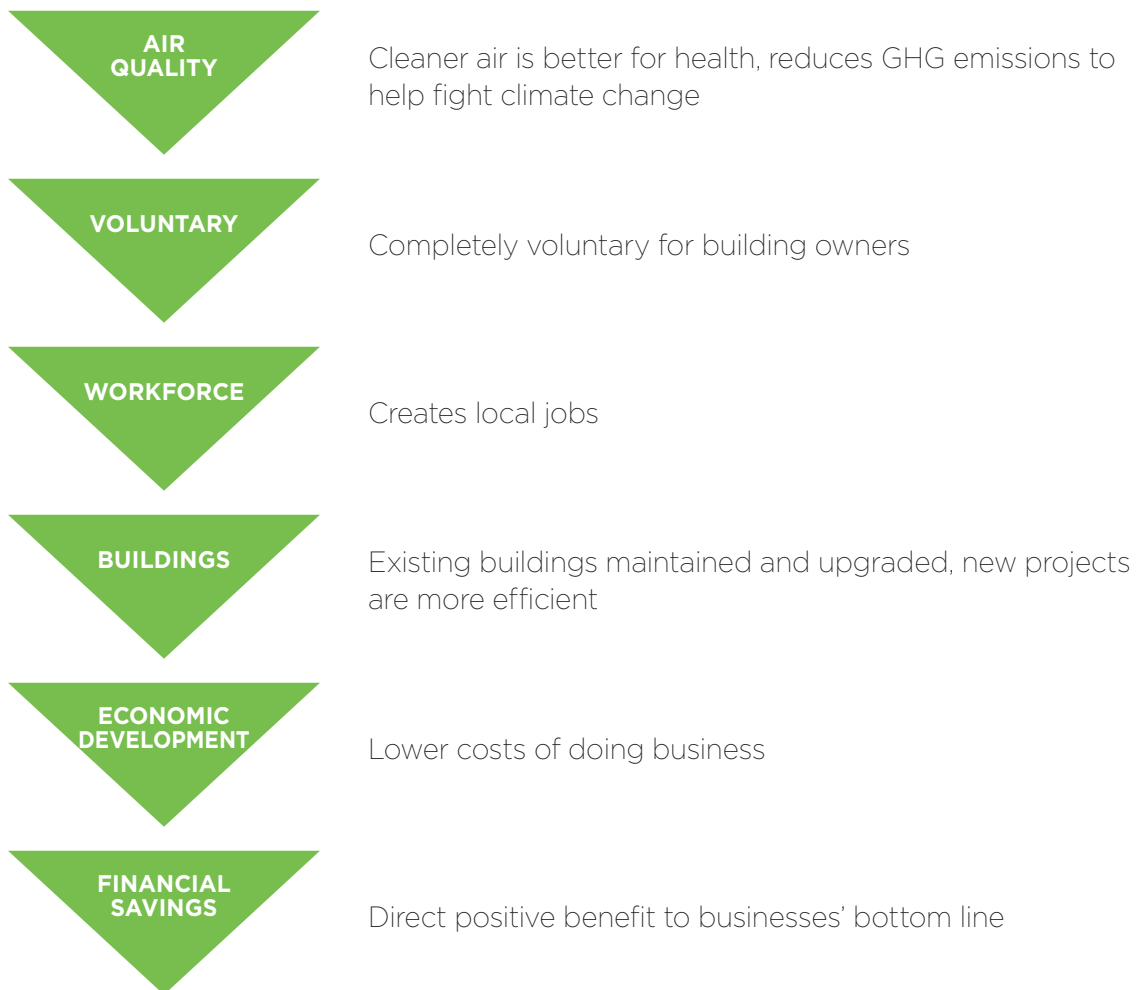 AIR
QUALITY
Cleaner air is better for health, reduces GHG emissions to
help fight climate change
VOLUNTARY
Completely voluntary for building owners
WORKFORCE
Creates local jobs
BUILDINGS
Existing buildings maintained and upgraded, new projects
are more efficient
ECONOMIC
DEVELOPMENT
Lower costs of doing business
FINANCIAL
SAVINGS
Direct positive benefit to businesses’ bottom line